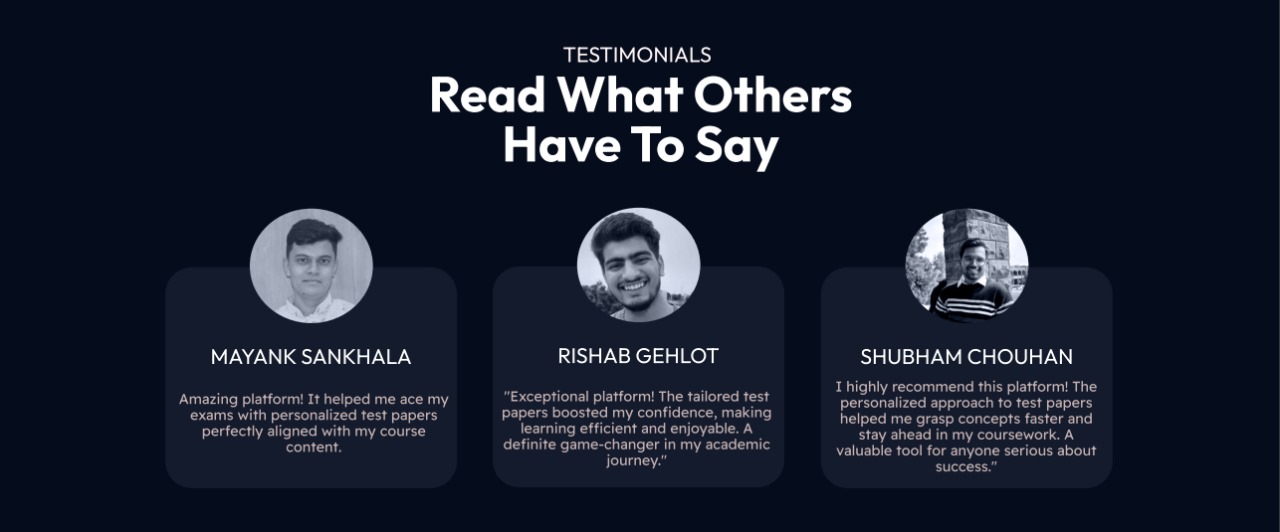 TESTIMONIALS
Read What Others
Have To Say
MAYANK SANKHALA
Amazing platform! It helped me ace my
exams with personalized test papers
perfectly aligned with my course
content.
RISHAB GEHLOT
"Exceptional platform! The tailored test
papers boosted my confidence, making
learning efficient and enjoyable. A
definite game-changer in my academic
journey."
SHUBHAM CHOUHAN
I highly recommend this platform! The
personalized approach to test papers
helped me grasp concepts faster and
stay ahead in my coursework. A
valuable tool for anyone serious about
success."